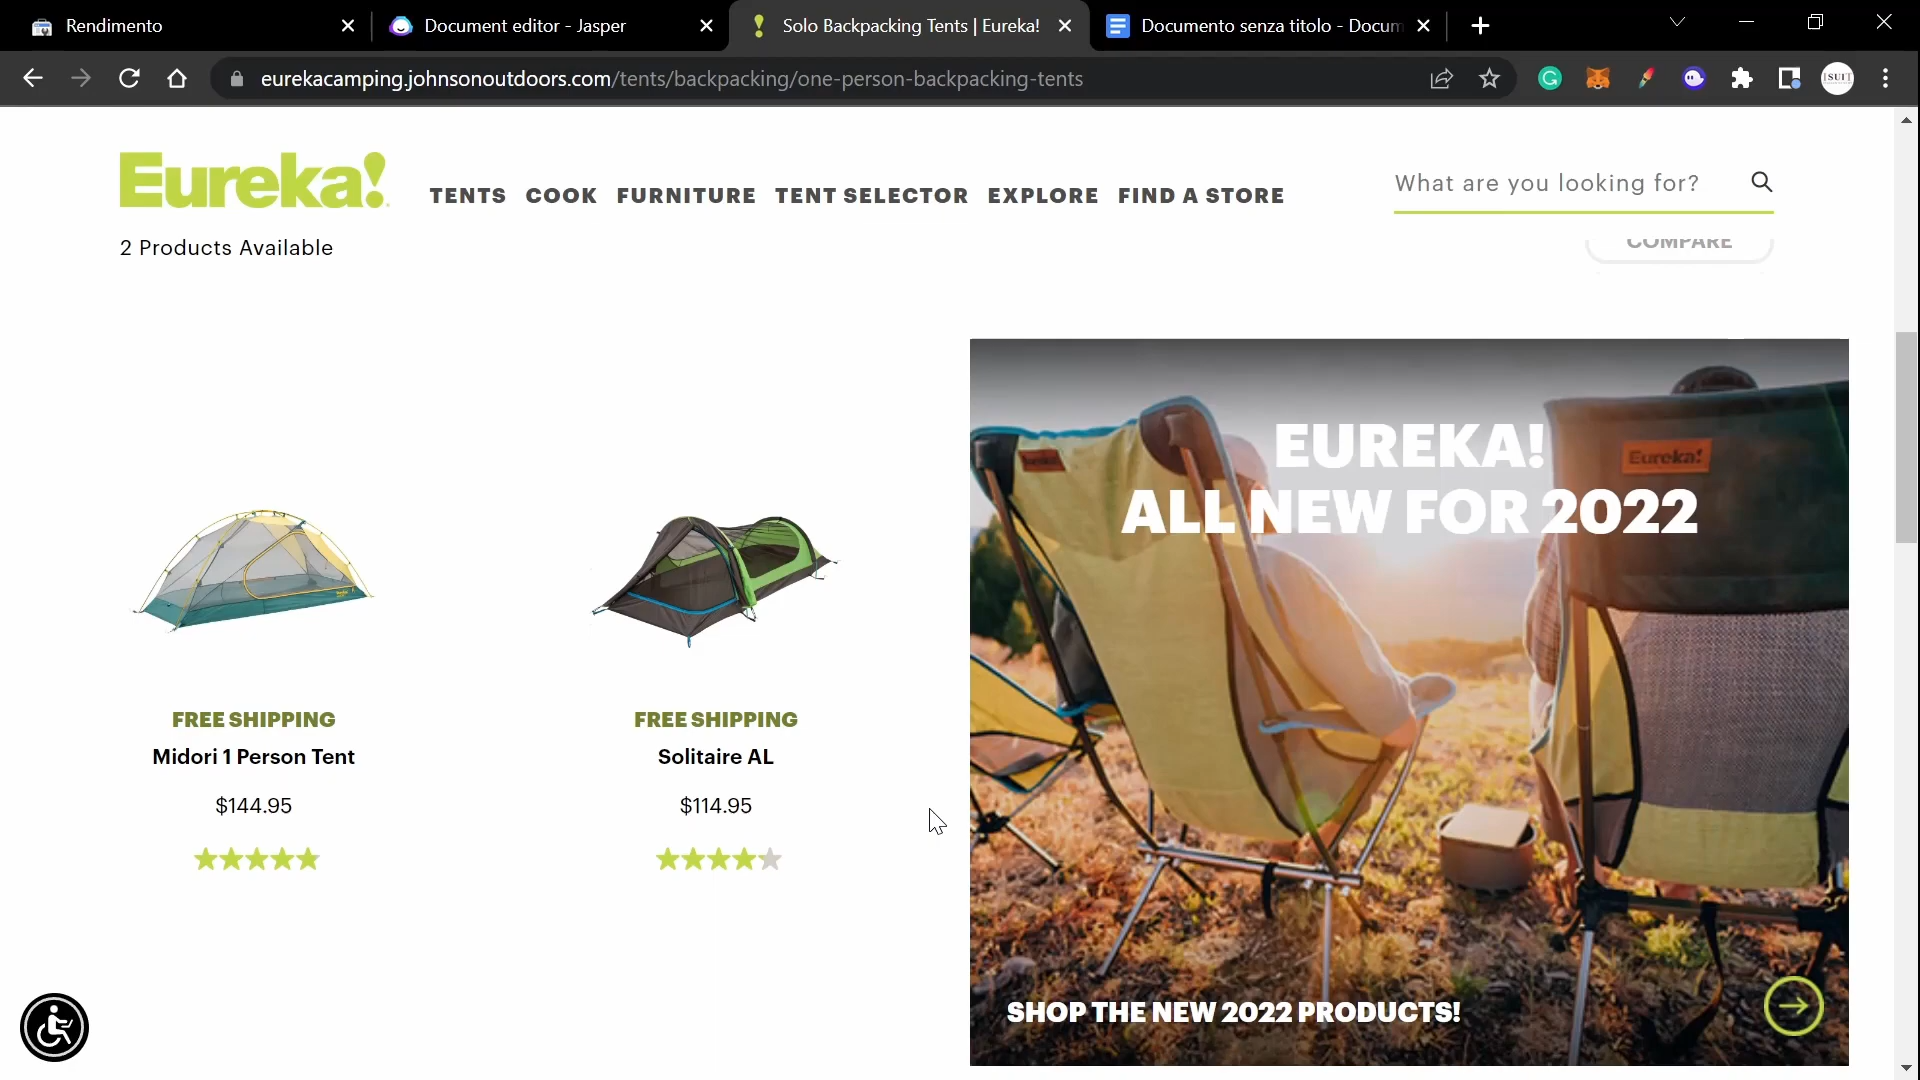 Rendimento
Document editor - Jasper
Solo Backpacking Tents | Eureka!
Documento senza titolo - Docum
eurekacamping.johnsonoutdoors.com/tents/backpacking/one-person-backpacking-tents
Eureka!
TENTS COOK FURNITURE TENT SELECTOR EXPLORE FIND A STORE
What are you looking for?
2 Products Available
COMPARE
EUREKA!
ALL NEW FOR 2022
Eureka!
FREE SHIPPING
Midori 1 Person Tent
$144.95
FREE SHIPPING
Solitaire AL
$114.95
SHOP THE NEW 2022 PRODUCTS!